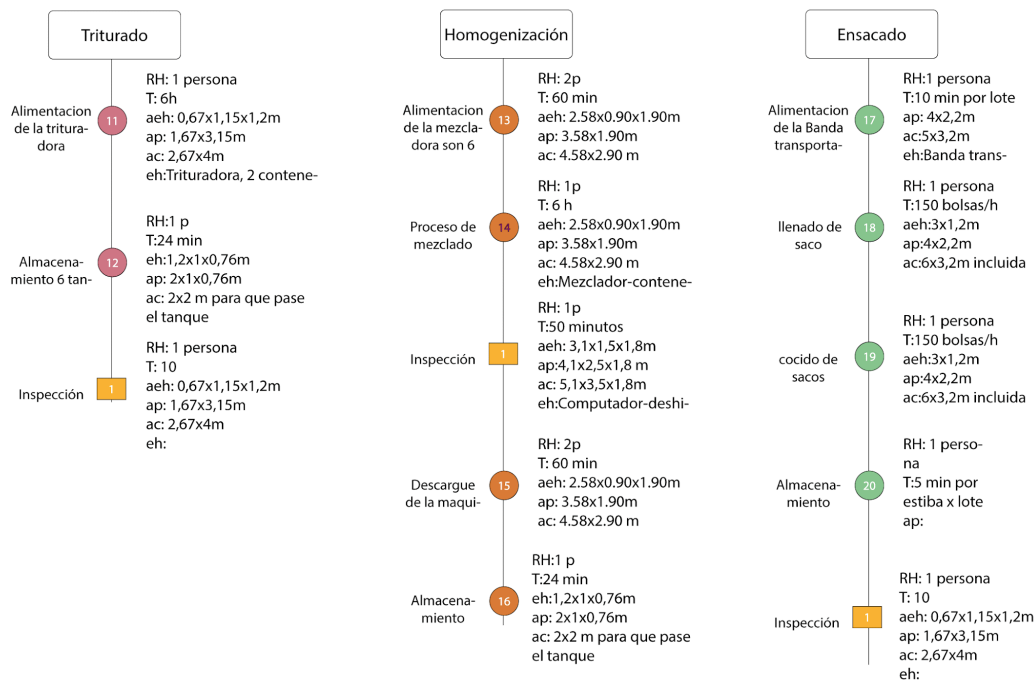 Triturado
Alimentacion
de la tritura-
dora
11
RH: 1 persona
T: 6h
aeh: 0,67x1,15x1,2m
ap: 1,67x3,15m
ac: 2,67x4m
eh:Trituradora, 2 contene-
Almacena-
miento 6 tan-
12
RH:1 p
T:24 min
eh:1,2x1x0,76m
ap: 2x1x0,76m
ac: 2x2 m para que pase
el tanque
Inspección
1
RH: 1 persona
T: 10
aeh: 0,67x1,15x1,2m
ap: 1,67x3,15m
ac: 2,67x4m
eh:
Homogenización
Alimentacion
de la mezcla-
dora son 6
13
RH: 2p
T: 60 min
aeh: 2.58x0.90x1.90m
ap: 3.58x1.90m
ac: 4.58x2.90 m
Proceso de
mezclado
14
RH: 1p
T: 6 h
aeh: 2.58x0.90x1.90m
ap: 3.58x1.90m
ac: 4.58x2.90 m
eh:Mezclador-contene-
Inspección
1
RH: 1p
T:50 minutos
aeh: 3,1x1,5x1,8m
ap:4,1x2,5x1,8 m
ac: 5,1x3,5x1,8m
eh:Computador-deshi-
Descargue
de la maqui-
15
RH: 2p
T: 60 min
aeh: 2.58x0.90x1.90m
ap: 3.58x1.90m
ac: 4.58x2.90 m
Almacena-
miento
16
RH:1 p
T:24 min
eh:1,2x1x0,76m
ap: 2x1x0,76m
ac: 2x2 m para que pase
el tanque
Ensacado
Alimentacion
de la Banda
transporta-
17
RH:1 persona
T:10 min por lote
ap: 4x2,2m
ac:5x3,2m
eh:Banda trans-
llenado de
saco
18
RH: 1 persona
T:150 bolsas/h
aeh:3x1,2m
ap:4x2,2m
ac:6x3,2m incluida
cocido de
sacos
19
RH: 1 persona
T:150 bolsas/h
aeh:3x1,2m
ap:4x2,2m
ac:6x3,2m incluida
Almacena-
miento
20
RH: 1 perso-
na
T:5 min por
estiba x lote
ap:
Inspección
1
RH: 1 persona
T: 10
aeh: 0,67x1,15x1,2m
ap: 1,67x3,15m
ac: 2,67x4m
eh: